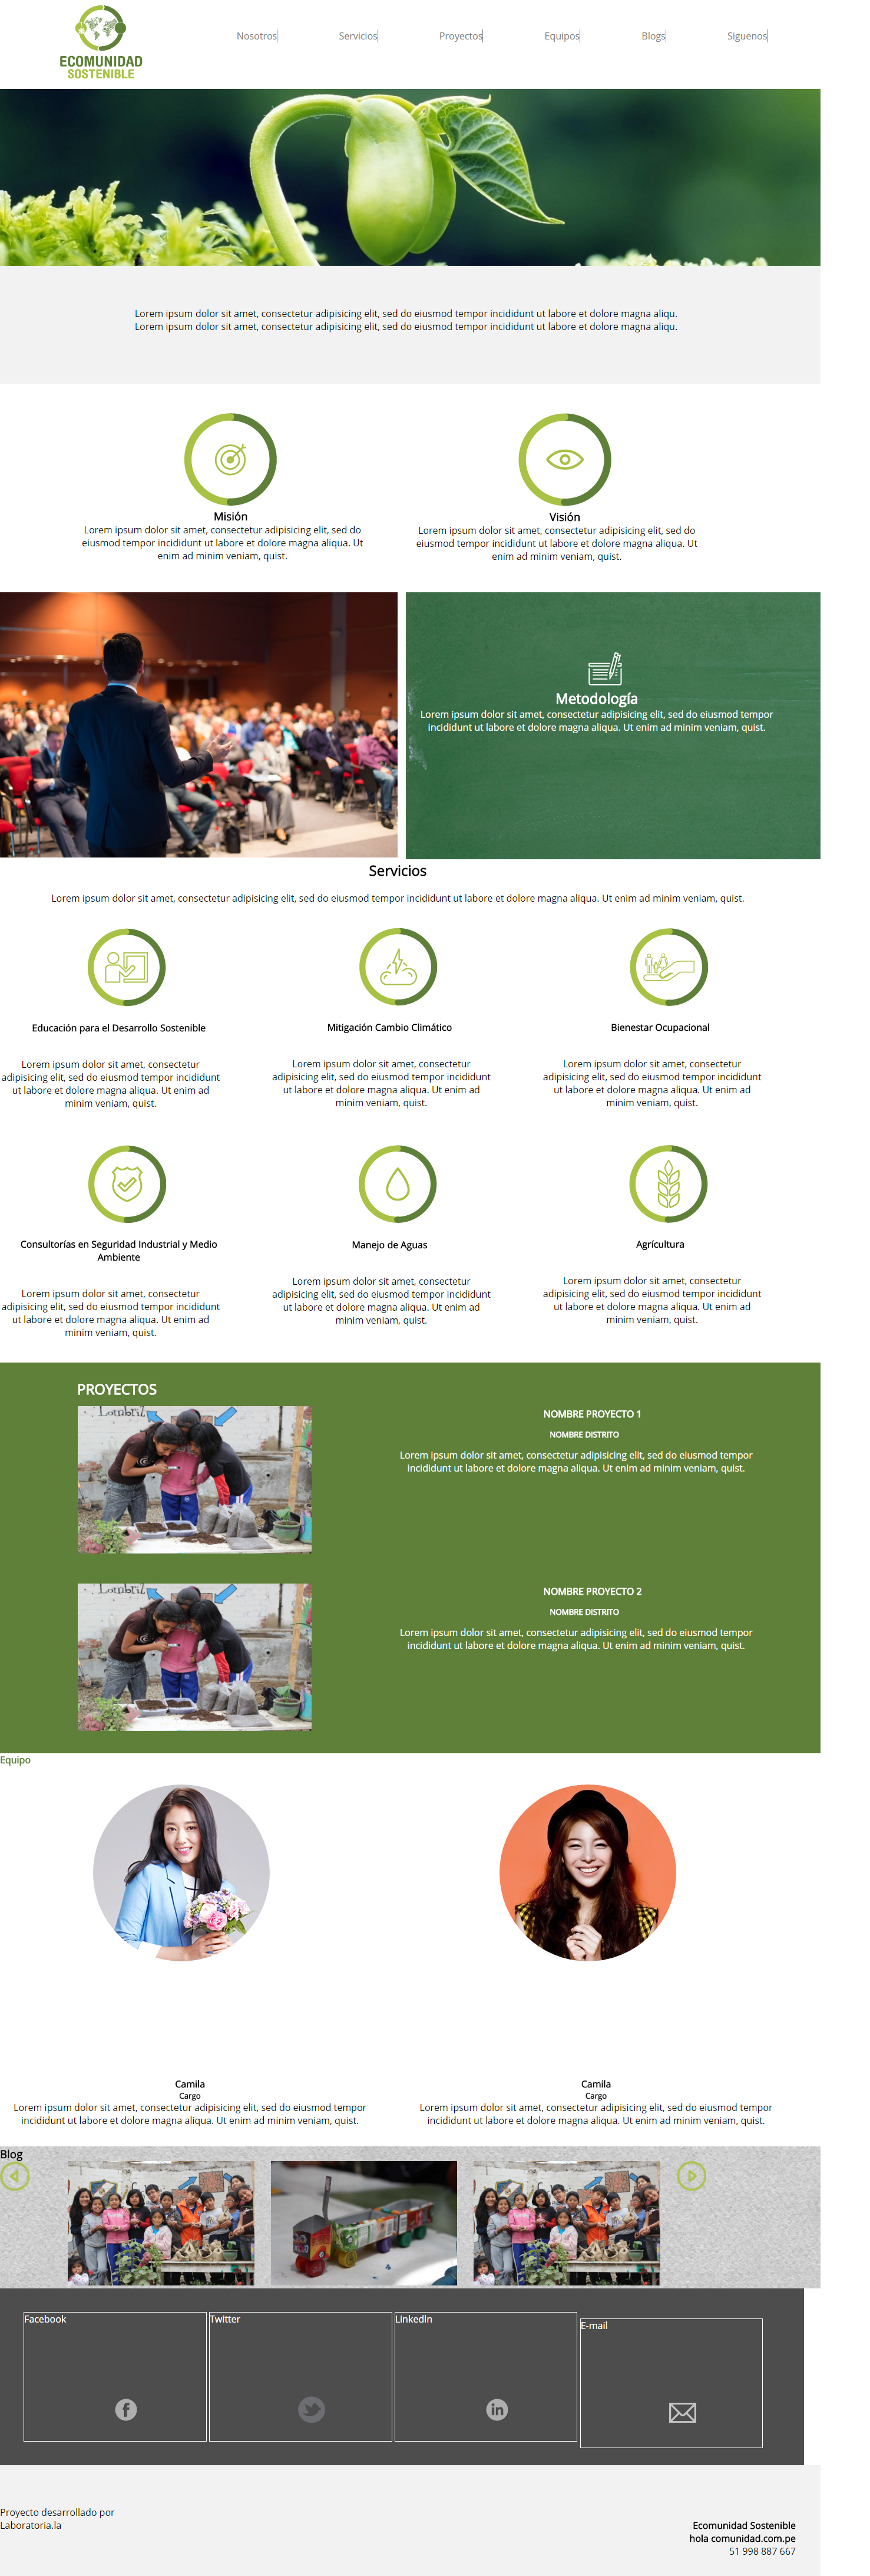 ECOMUNIDAD
SOSTENIBLE
Nosotros
Servicios
Proyectos
Equipos
Blogs
Siguenos
Lorem ipsum dolor sit amet, consectetur adipisicing elit, sed do eiusmod tempor incididunt ut labore et dolore magna aliqu.
Lorem ipsum dolor sit amet, consectetur adipisicing elit, sed do eiusmod tempor incididunt ut labore et dolore magna aliqu.
Misión
Lorem ipsum dolor sit amet, consectetur adipisicing elit, sed do
eiusmod tempor incididunt ut labore et dolore magna aliqua. Ut
enim ad minim veniam, quist.
Visión
Lorem ipsum dolor sit amet, consectetur adipisicing elit, sed do
eiusmod tempor incididunt ut labore et dolore magna aliqua. Ut
enim ad minim veniam, quist.
Metodología
Lorem ipsum dolor sit amet, consectetur adipisicing elit, sed do eiusmod tempor
incididunt ut labore et dolore magna aliqua. Ut enim ad minim veniam, quist.
Servicios
Lorem ipsum dolor sit amet, consectetur adipisicing elit, sed do eiusmod tempor incididunt ut labore et dolore magna aliqua. Ut enim ad minim veniam, quist.
Educación para el Desarrollo Sostenible
Lorem ipsum dolor sit amet, consectetur
adipisicing elit, sed do eiusmod tempor incididunt
ut labore et dolore magna aliqua. Ut enim ad
minim veniam, quist.
Mitigación Cambio Climático
Lorem ipsum dolor sit amet, consectetur
adipisicing elit, sed do eiusmod tempor incididunt
ut labore et dolore magna aliqua. Ut enim ad
minim veniam, quist.
Bienestar Ocupacional
Lorem ipsum dolor sit amet, consectetur
adipisicing elit, sed do eiusmod tempor incididunt
ut labore et dolore magna aliqua. Ut enim ad
minim veniam, quist.
Consultorías en Seguridad Industrial y Medio
Ambiente
Lorem ipsum dolor sit amet, consectetur
adipisicing elit, sed do eiusmod tempor incididunt
ut labore et dolore magna aliqua. Ut enim ad
minim veniam, quist.
Manejo de Aguas
Lorem ipsum dolor sit amet, consectetur
adipisicing elit, sed do eiusmod tempor incididunt
ut labore et dolore magna aliqua. Ut enim ad
minim veniam, quist.
Agrícultura
Lorem ipsum dolor sit amet, consectetur
adipisicing elit, sed do eiusmod tempor incididunt
ut labore et dolore magna aliqua. Ut enim ad
minim veniam, quist.
PROYECTOS
NOMBRE PROYECTO 1
NOMBRE DISTRITO
Lorem ipsum dolor sit amet, consectetur adipisicing elit, sed do eiusmod tempor
incididunt ut labore et dolore magna aliqua. Ut enim ad minim veniam, quist.
NOMBRE PROYECTO 2
NOMBRE DISTRITO
Lorem ipsum dolor sit amet, consectetur adipisicing elit, sed do eiusmod tempor
incididunt ut labore et dolore magna aliqua. Ut enim ad minim veniam, quist.
Equipo
Camila
Cargo
Lorem ipsum dolor sit amet, consectetur adipisicing elit, sed do eiusmod tempor
incididunt ut labore et dolore magna aliqua. Ut enim ad minim veniam, quist.
Camila
Cargo
Lorem ipsum dolor sit amet, consectetur adipisicing elit, sed do eiusmod tempor
incididunt ut labore et dolore magna aliqua. Ut enim ad minim veniam, quist.
Blog
Facebook
Twitter
LinkedIn
E-mail
Proyecto desarrollado por
Laboratoria.la
Ecomunidad Sostenible
hola comunidad.com.pe
51 998 887 667